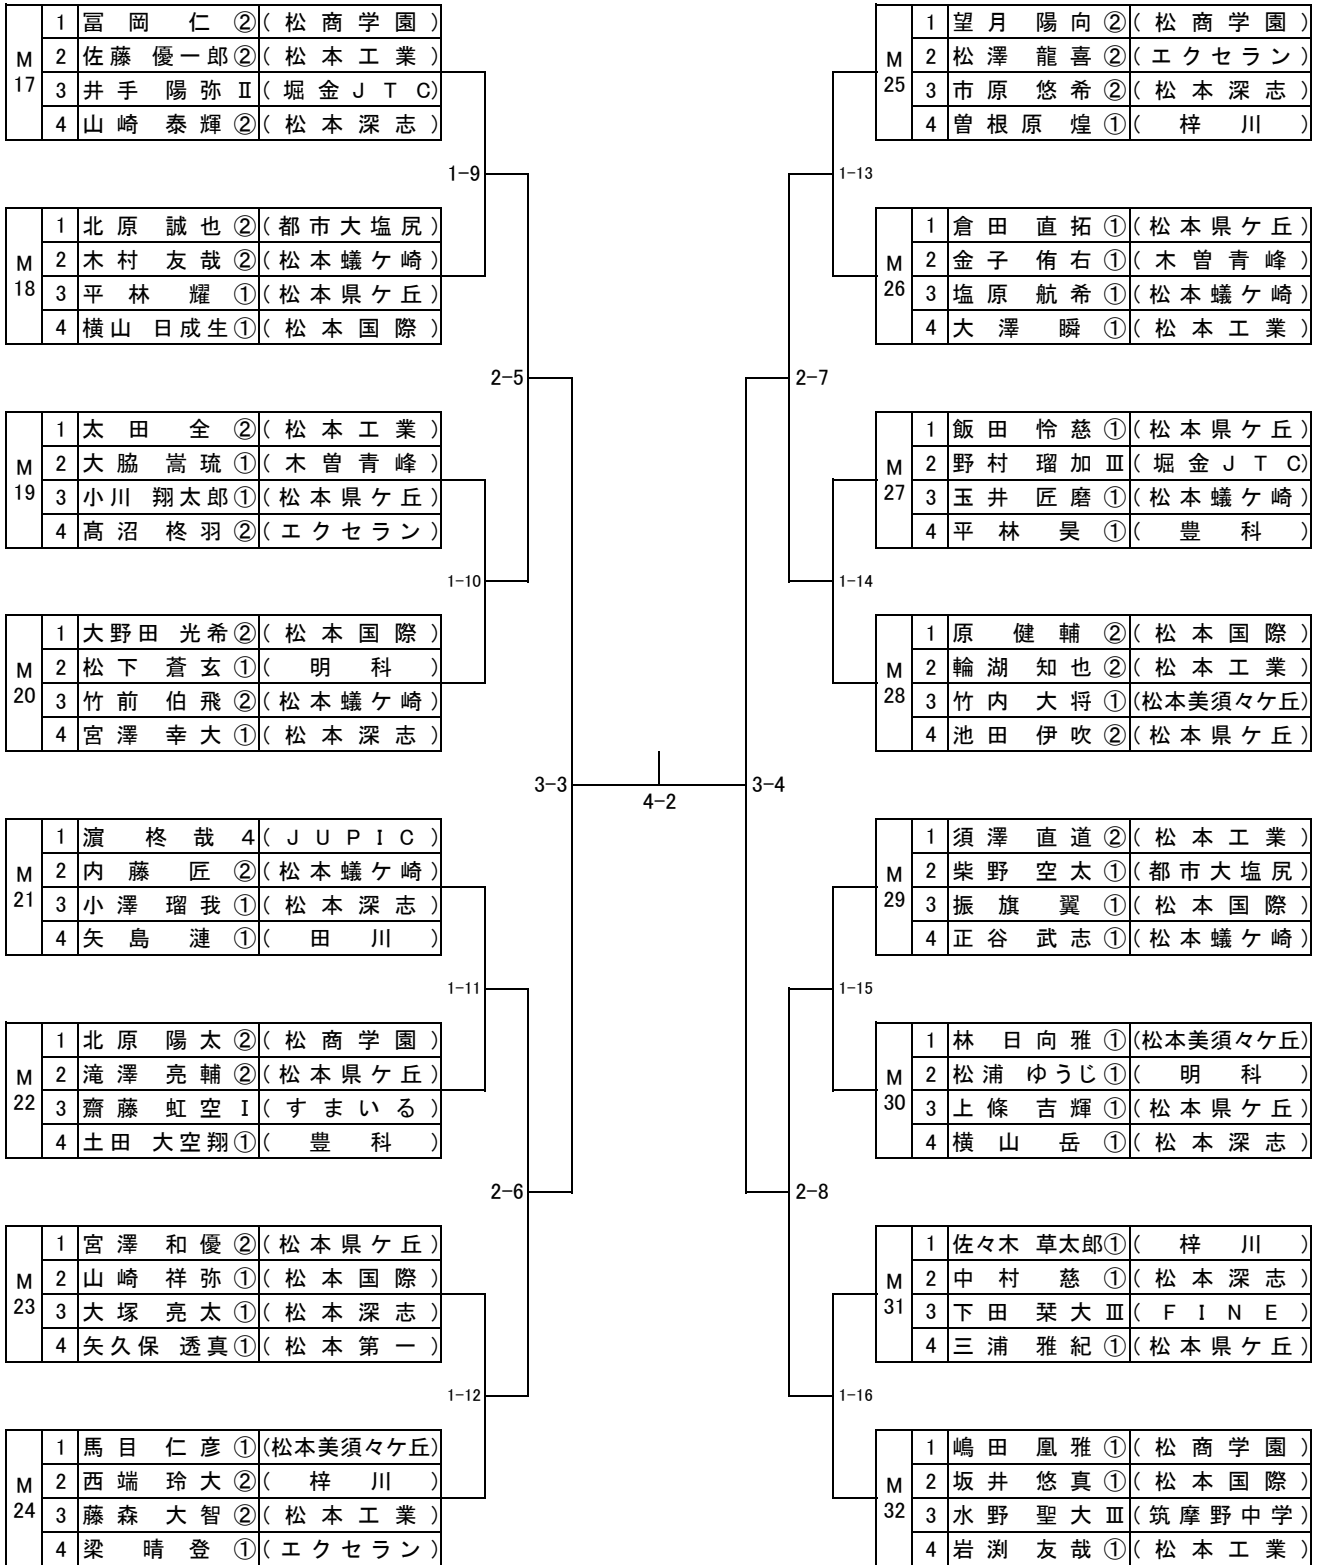 M17
1 冨岡 仁 ② (松商学園)
2 佐藤 優一郎 ② (松本工業)
3 井手 陽弥 Ⅱ (堀金JTC)
4 山崎 泰輝 ② (松本深志)
1-9
M18
1 北原 誠也 ② (都市大塩尻)
2 木村 友哉 ② (松本蟻ケ崎)
3 平林 耀 ① (松本県ケ丘)
4 横山 日成生 ① (松本国際)
2-5
M19
1 太田 全 ② (松本工業)
2 大脇 嵩琉 ① (木曽青峰)
3 小川 翔太郎 ① (松本県ケ丘)
4 髙沼 柊羽 ② (エクセラン)
1-10
M20
1 大野田 光希 ② (松本国際)
2 松下 蒼玄 ① (明科)
3 竹前 伯飛 ② (松本蟻ケ崎)
4 宮澤 幸大 ① (松本深志)
3-3
M21
1 濵 柊哉 4 (JUPIC)
2 内藤 匠 ② (松本蟻ケ崎)
3 小澤 瑠我 ① (松本深志)
4 矢島 漣 ① (田川)
1-11
M22
1 北原 陽太 ② (松商学園)
2 滝澤 亮輔 ② (松本県ケ丘)
3 齋藤 虹空 Ⅰ (すまいる)
4 土田 大空翔 ① (豊科)
2-6
M23
1 宮澤 和優 ② (松本県ケ丘)
2 山崎 祥弥 ① (松本国際)
3 大塚 亮太 ① (松本深志)
4 矢久保 透真 ① (松本第一)
1-12
M24
1 馬目 仁彦 ① (松本美須々ケ丘)
2 西端 玲大 ② (梓川)
3 藤森 大智 ② (松本工業)
4 梁 晴登 ① (エクセラン)
4-2
M25
1 望月 陽向 ② (松商学園)
2 松澤 龍喜 ② (エクセラン)
3 市原 悠希 ② (松本深志)
4 曽根原 煌 ① (梓川)
1-13
M26
1 倉田 直拓 ① (松本県ケ丘)
2 金子 侑右 ① (木曽青峰)
3 塩原 航希 ① (松本蟻ケ崎)
4 大澤 瞬 ① (松本工業)
2-7
M27
1 飯田 怜慈 ① (松本県ケ丘)
2 野村 瑠加 Ⅲ (堀金JTC)
3 玉井 匠磨 ① (松本蟻ケ崎)
4 平林 昊 ① (豊科)
1-14
M28
1 原 健輔 ② (松本国際)
2 輪湖 知也 ② (松本工業)
3 竹内 大将 ① (松本美須々ケ丘)
4 池田 伊吹 ② (松本県ケ丘)
3-4
M29
1 須澤 直道 ② (松本工業)
2 柴野 空太 ① (都市大塩尻)
3 振旗 翼 ① (松本国際)
4 正谷 武志 ① (松本蟻ケ崎)
1-15
M30
1 林 日向雅 ① (松本美須々ケ丘)
2 松浦 ゆうじ ① (明科)
3 上條 吉輝 ① (松本県ケ丘)
4 横山 岳 ① (松本深志)
2-8
M31
1 佐々木 草太郎 ① (梓川)
2 中村 慈 ① (松本深志)
3 下田 栞大 Ⅲ (FINE)
4 三浦 雅紀 ① (松本県ケ丘)
1-16
M32
1 嶋田 凰雅 ① (松商学園)
2 坂井 悠真 ① (松本国際)
3 水野 聖大 Ⅲ (筑摩野中学)
4 岩渕 友哉 ① (松本工業)